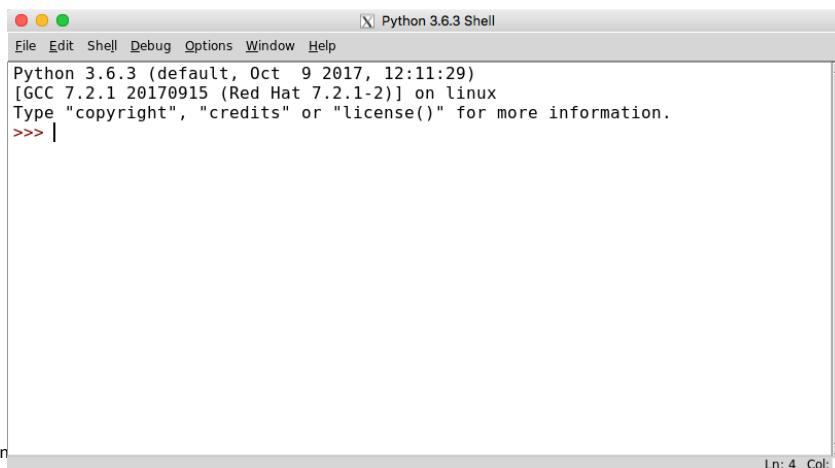 Python 3.6.3 Shell
File Edit Shell Debug Options Window Help
Python 3.6.3 (default, Oct  9 2017, 12:11:29)
[GCC 7.2.1 20170915 (Red Hat 7.2.1-2)] on linux
Type "copyright", "credits" or "license()" for more information.
>>>
n
Ln: 4 Col: